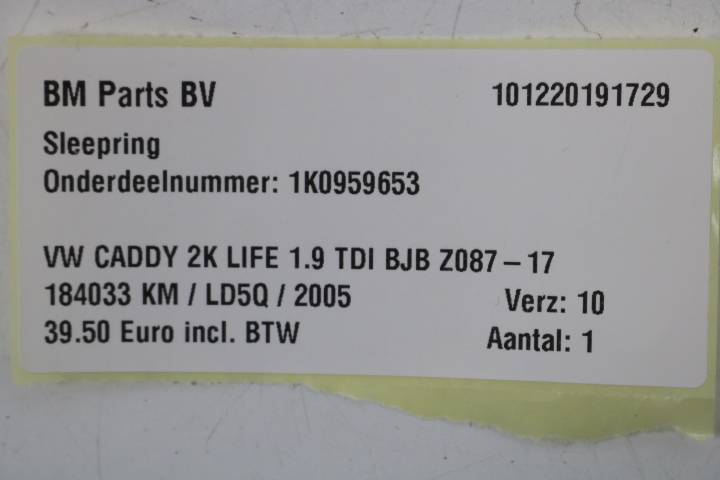 BM Parts BV 101220191729
Sleepring
Onderdeelnummer: 1K0959653
VW CADDY 2K LIFE 1.9 TDI BJB Z087 – 17
184033 KM / LD5Q / 2005 Verz: 10
39.50 Euro incl. BTW Aantal: 1